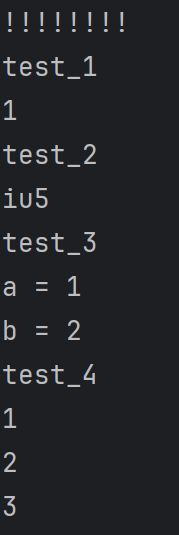 !!!!!!!!
test_1
1
test_2
iu5
test_3
a = 1
b = 2
test_4
1
2
3